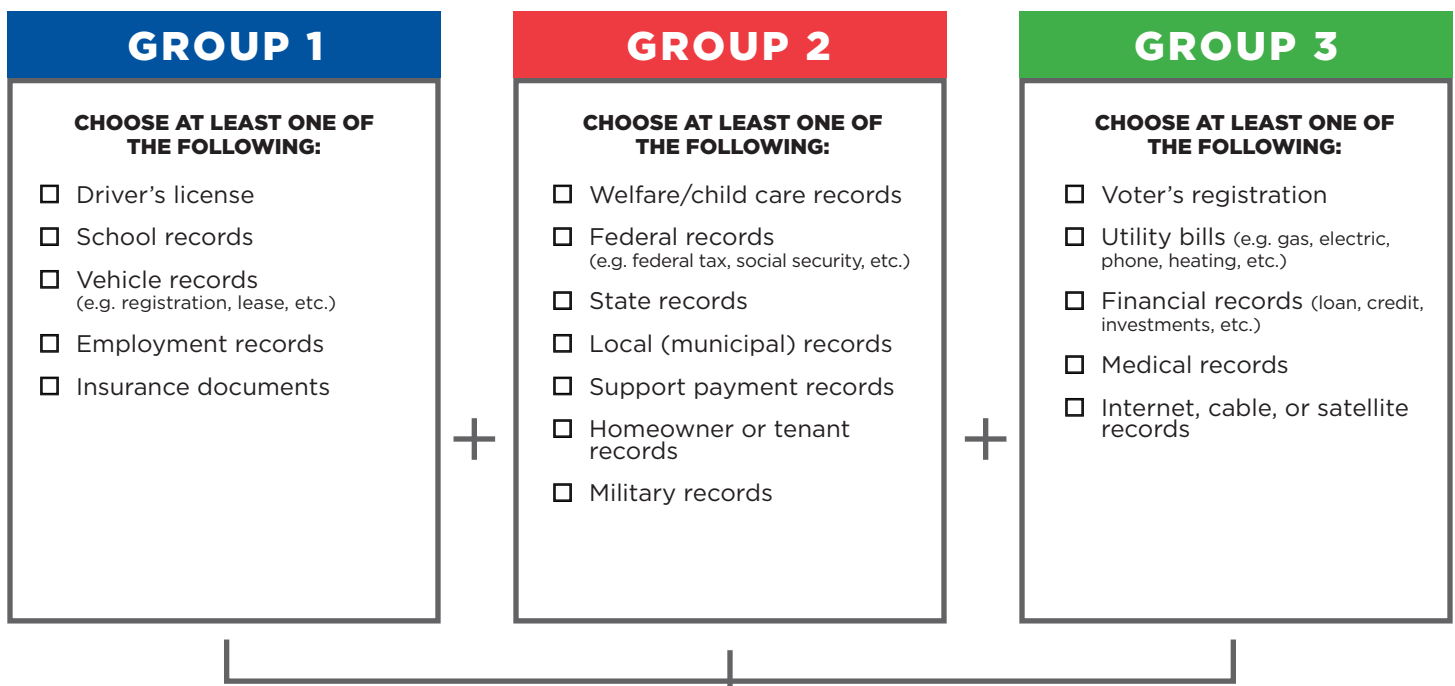 GROUP 1
CHOOSE AT LEAST ONE OF
THE FOLLOWING:
Driver’s license
School records
Vehicle records
(e.g. registration, lease, etc.)
Employment records
Insurance documents
+
GROUP 2
CHOOSE AT LEAST ONE OF
THE FOLLOWING:
Welfare/child care records
Federal records
(e.g. federal tax, social security, etc.)
State records
Local (municipal) records
Support payment records
Homeowner or tenant
records
Military records
+
GROUP 3
CHOOSE AT LEAST ONE OF
THE FOLLOWING:
Voter’s registration
Utility bills (e.g. gas, electric,
phone, heating, etc.)
Financial records (loan, credit,
investments, etc.)
Medical records
Internet, cable, or satellite
records